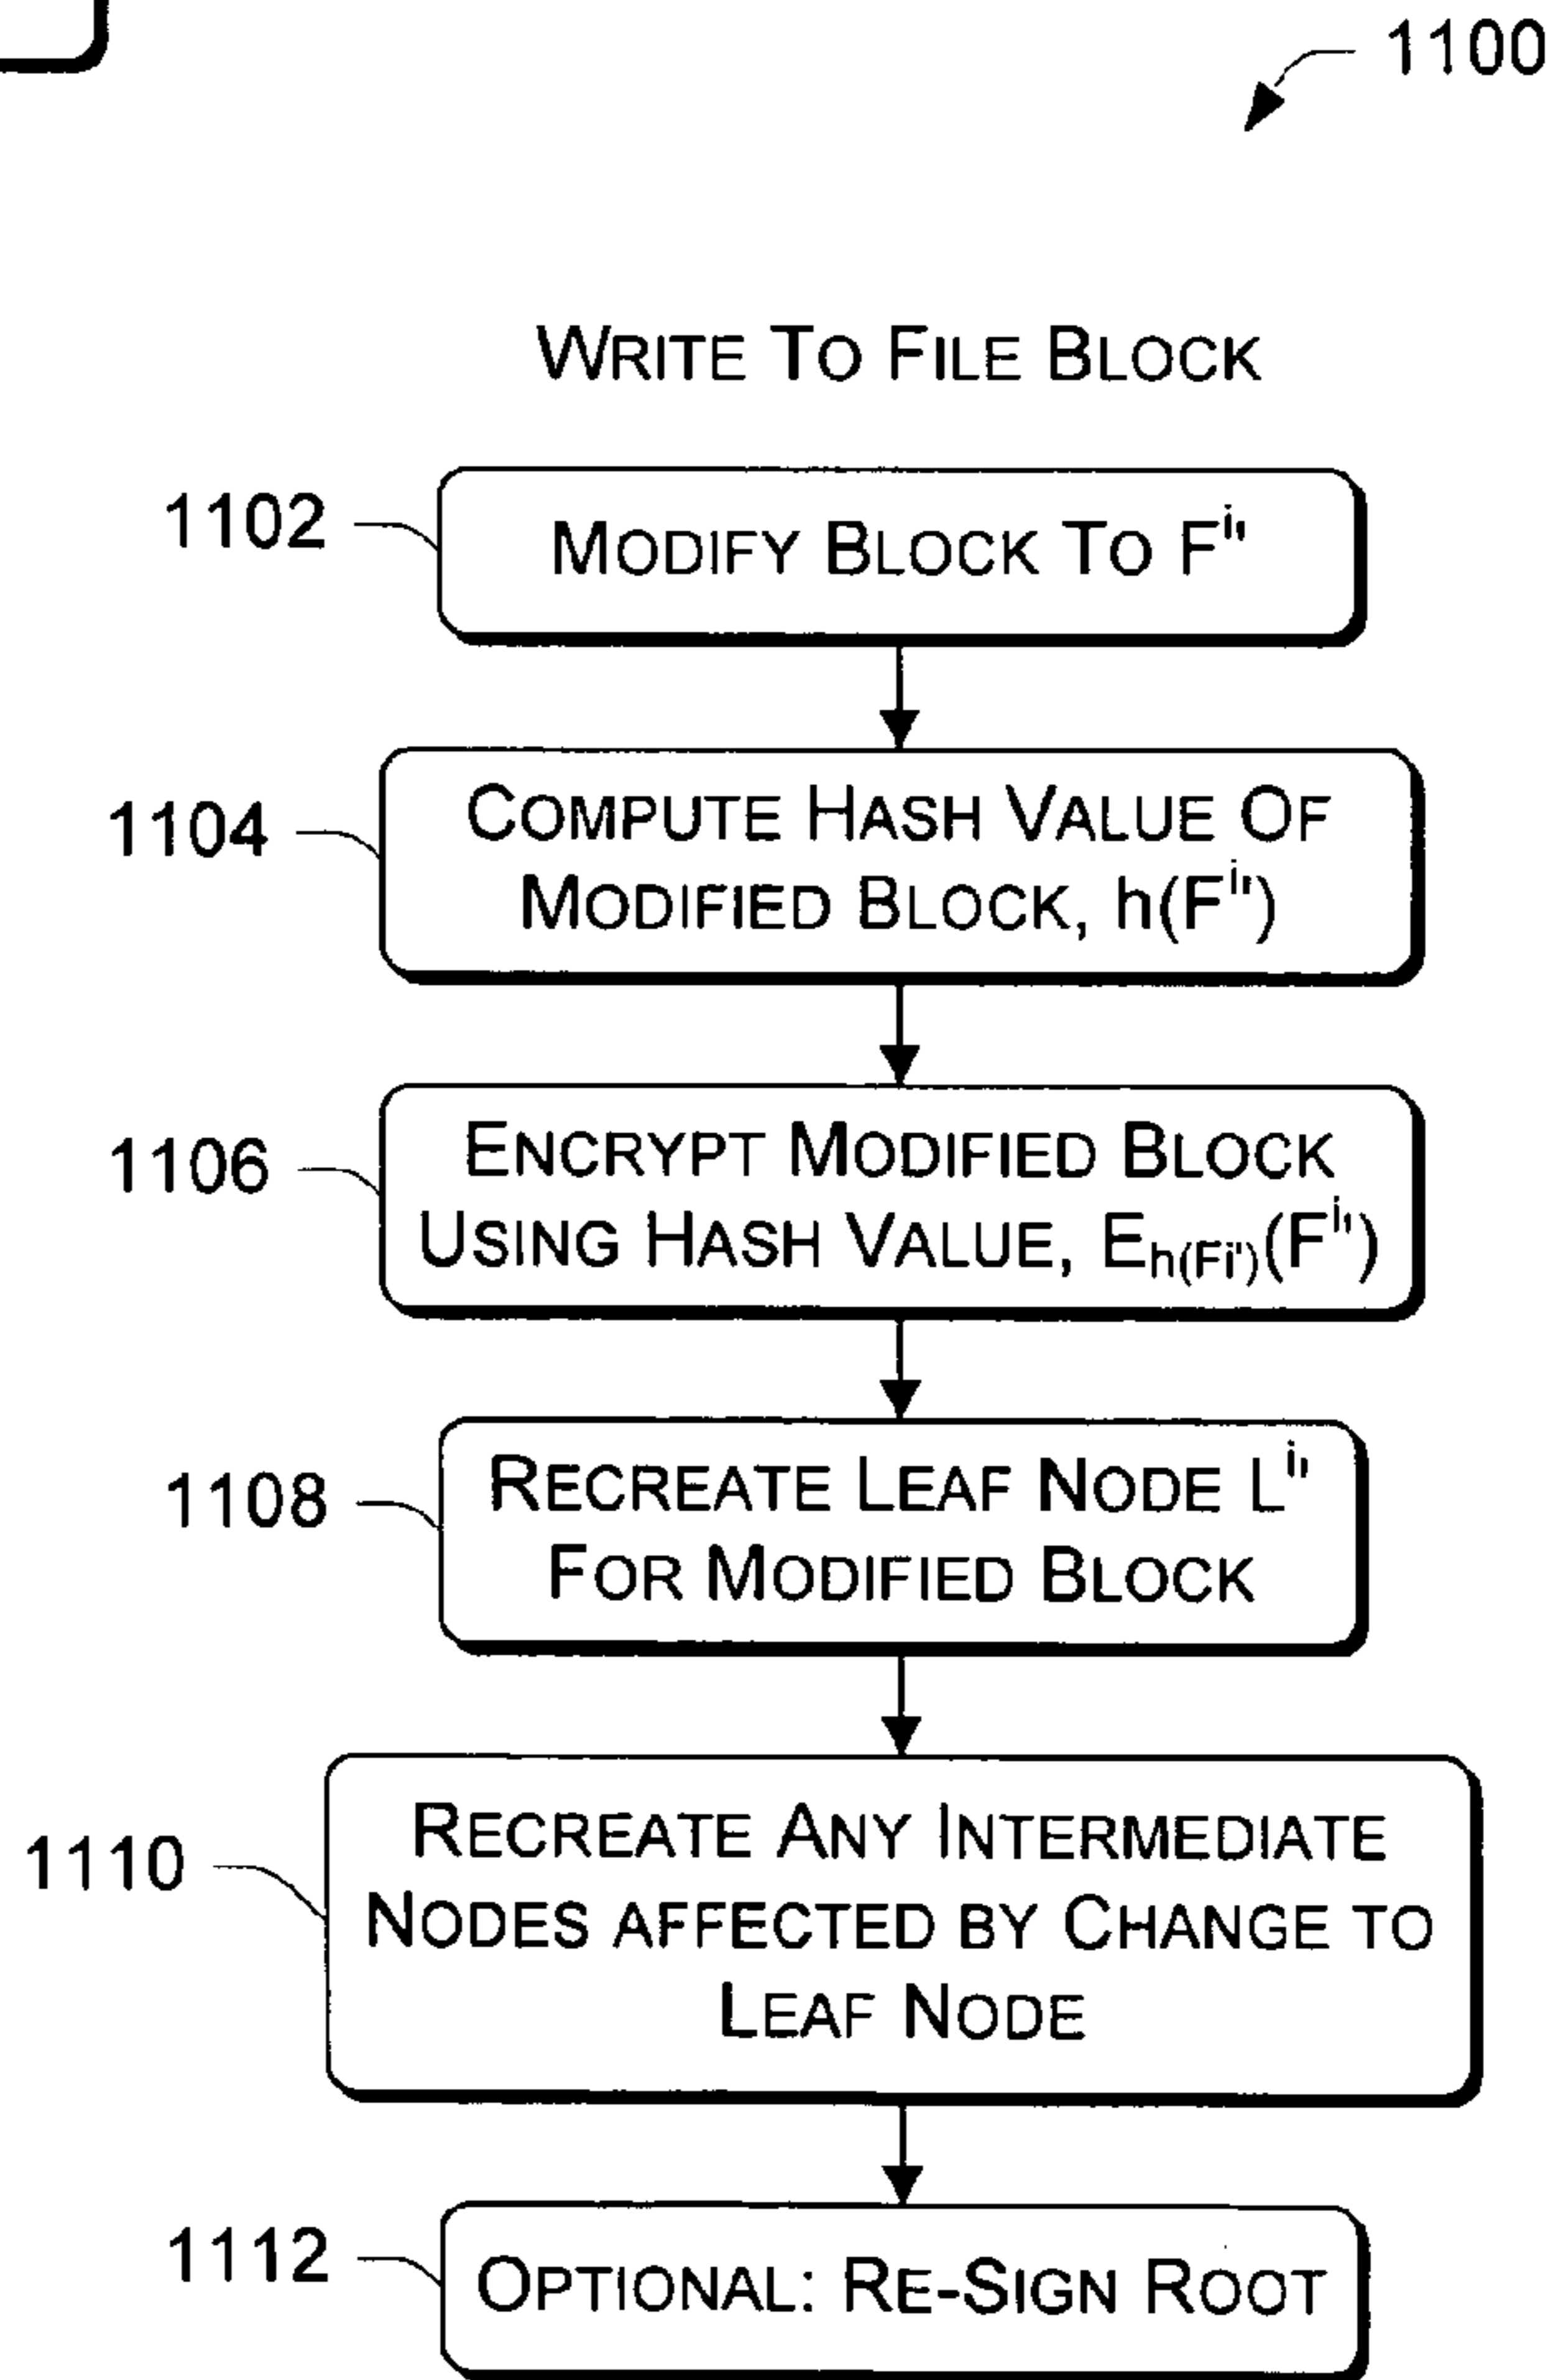 1100
WRITE TO FILE BLOCK
1102
MODIFY BLOCK TO Fⁱ'
1104
COMPUTE HASH VALUE OF
MODIFIED BLOCK, h(Fⁱ')
1106
ENCRYPT MODIFIED BLOCK
USING HASH VALUE, Eh(Fi')(Fⁱ')
1108
RECREATE LEAF NODE Lⁱ'
FOR MODIFIED BLOCK
1110
RECREATE ANY INTERMEDIATE
NODES AFFECTED BY CHANGE TO
LEAF NODE
1112
OPTIONAL: RE-SIGN ROOT